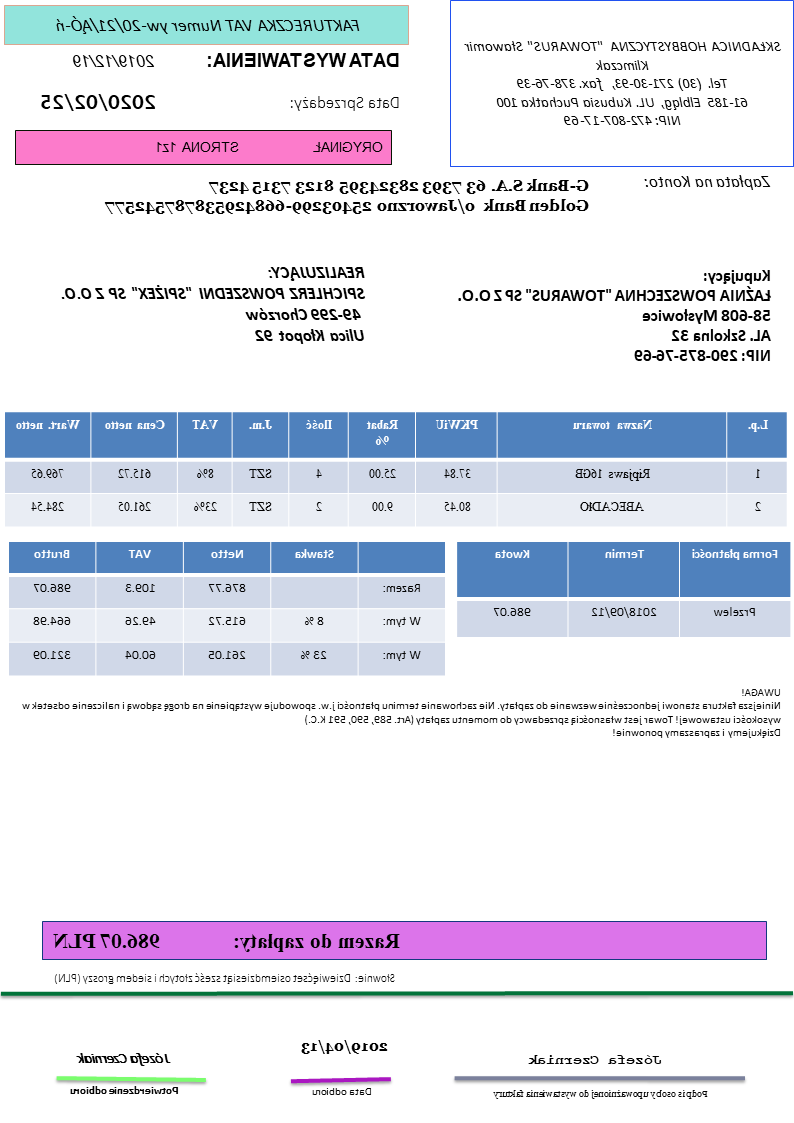 SKŁADNICA HOBBYSTYCZNA "TOWARUS" Sławomir
Klimczak
Tel. (30) 271-30-93, fax. 378-76-39
61-185 Elbląg, UL. Kubusia Puchatka 100
NIP: 472-807-17-69
FAKTURECZKA VAT Numer yw-20/21/AÓ-ń
DATA WYSTAWIENIA: 2019/12/19
Data Sprzedaży: 2020/02/25
ORYGINAŁ STRONA 1z1
Zapłata na Konto:
G-Bank S.A. 63 7393 28324395 8123 7315 4237
Golden Bank o/Jaworzno 25403299-668429538787542577
Kupujący:
ŁAŹNIA POWSZECHNA "TOWARUS" SP Z O.O.
58-608 Mysłowice
AL. Szkolna 32
NIP: 290-875-76-69
REALIZUJĄCY:
SPICHLERZ POWSZEDNI "SPIŻEX" SP Z O.O.
49-299 Chorzów
Ulica Kłopot 92
L.p. Nazwa towaru PKWiU Rabat % Ilość J.m. VAT Cena netto Wart. netto
1 Ripjaws 16GB 37.84 25.00 4 SZT 8% 615.72 769.65
2 ABECADŁO 80.45 9.00 2 SZT 23% 261.05 284.54
Forma płatności Termin Kwota
Przelew 2018/09/12 986.07
Stawka Netto VAT Brutto
Razem: 876.77 109.3 986.07
W tym: 8 % 615.72 49.26 664.98
W tym: 23 % 261.05 60.04 321.09
UWAGA!
Niniejsza faktura stanowi jednocześnie wezwanie do zapłaty. Nie zachowanie terminu płatności j.w. spowoduje wystąpienie na drogę sądową i naliczenie odsetek w
wysokości ustawowej! Towar jest własnością sprzedawcy do momentu zapłaty (Art. 589, 590, 591 K.C.)
Dziękujemy i zapraszamy ponownie!
Razem do zapłaty: 986.07 PLN
Słownie: Dziewięćset osiemdziesiąt sześć złotych i siedem groszy (PLN)
Józefa Czerniak
Podpis osoby upoważnionej do wystawienia faktury
2019/04/13
Data odbioru
Józefa Czerniak
Potwierdzenie odbioru